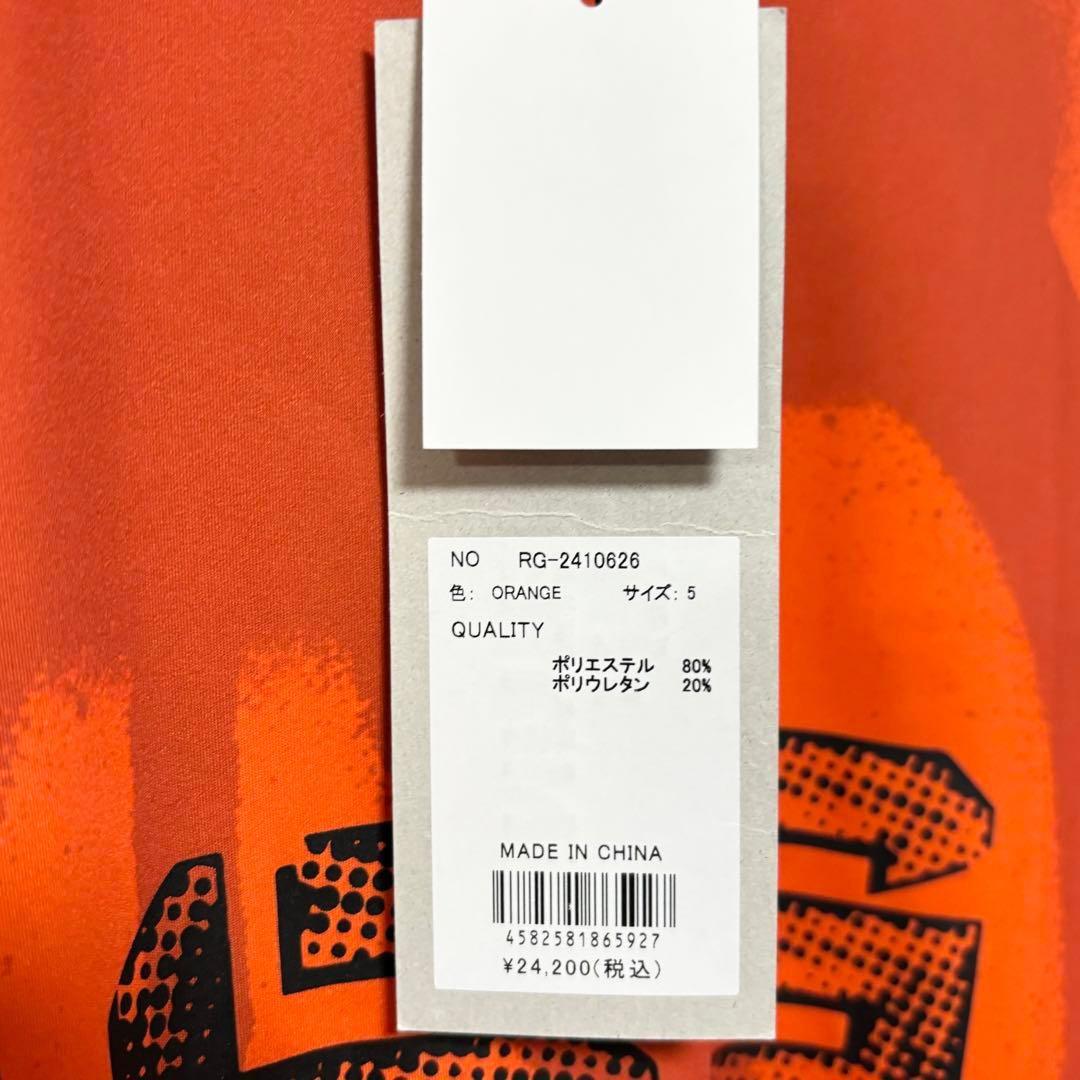 NO RG-2410626
色: ORANGE サイズ: 5
QUALITY
ポリエステル 80%
ポリウレタン 20%
MADE IN CHINA
4582581865927
¥24,200(税込)